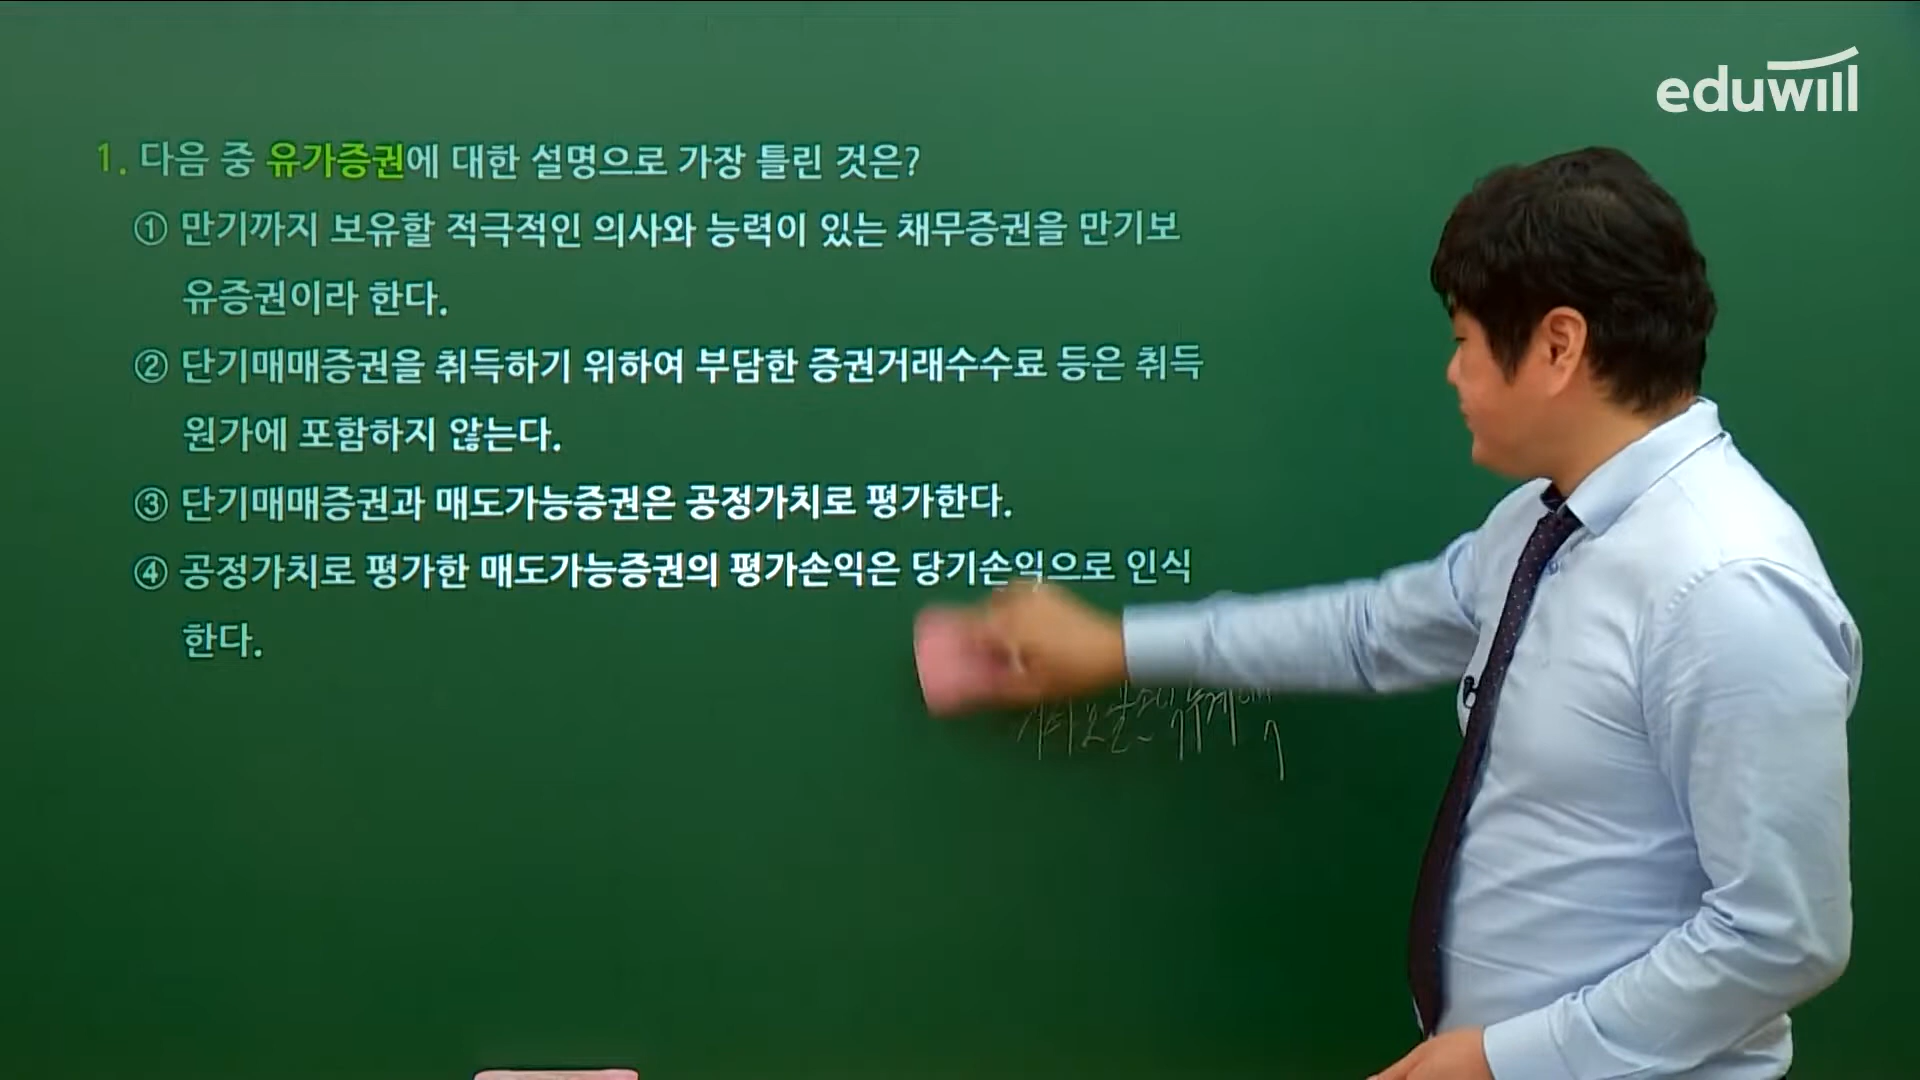 eduwill
1. 다음 중 유가증권에 대한 설명으로 가장 틀린 것은?
① 만기까지 보유할 적극적인 의사와 능력이 있는 채무증권을 만기보
유증권이라 한다.
② 단기매매증권을 취득하기 위하여 부담한 증권거래수수료 등은 취득
원가에 포함하지 않는다.
③ 단기매매증권과 매도가능증권은 공정가치로 평가한다.
④ 공정가치로 평가한 매도가능증권의 평가손익은 당기손익으로 인식
한다.